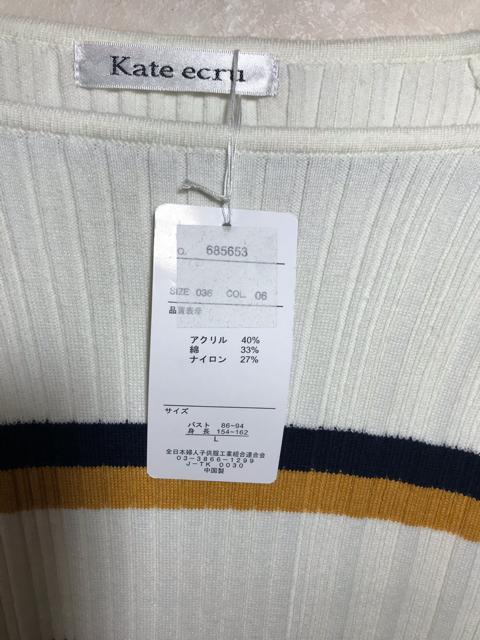 Kate ecru
O. 685653
SIZE 036 COL. 06
品質表示
アクリル 40%
綿 33%
ナイロン 27%
サイズ
バスト 86~94
身長 154~162
L
全日本婦人子供服工業組合連合会
03-3866-1299
J-TK 0030
中国製